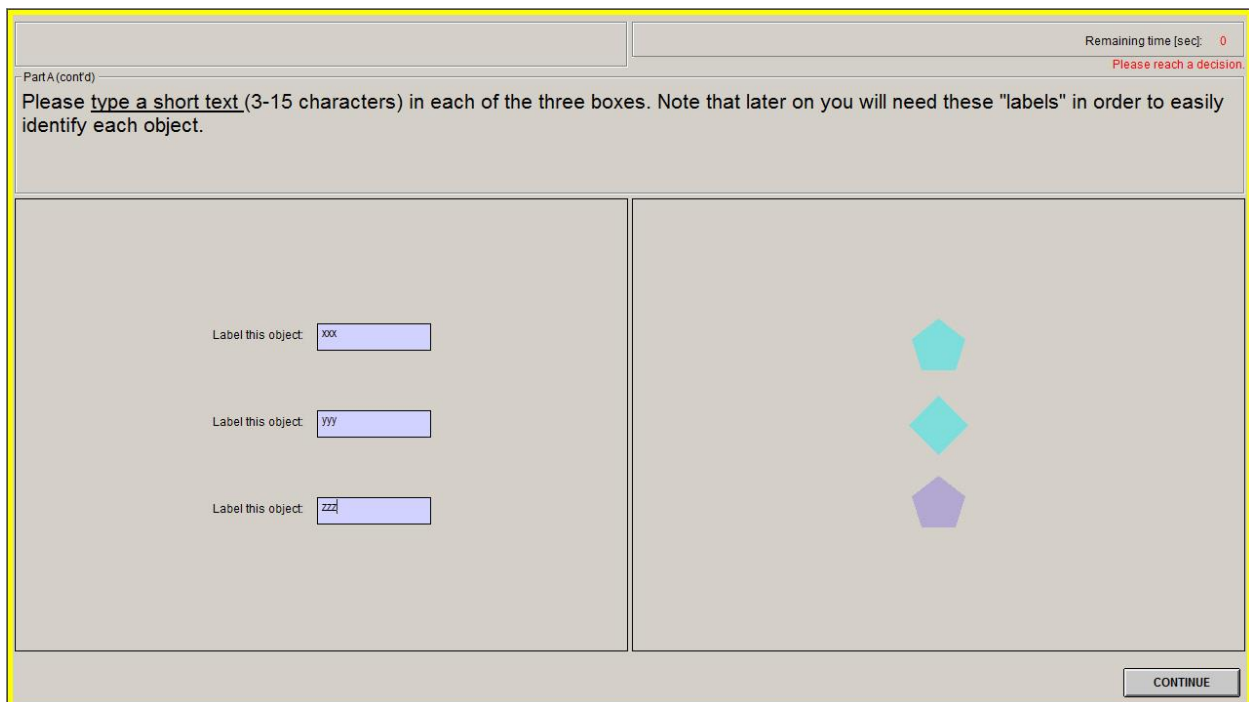 Remaining time [sec]: 0
Please reach a decision.
Part A (cont'd)
Please type a short text (3-15 characters) in each of the three boxes. Note that later on you will need these "labels" in order to easily
identify each object.
Label this object: xxx
Label this object: yyy
Label this object: zzz
CONTINUE